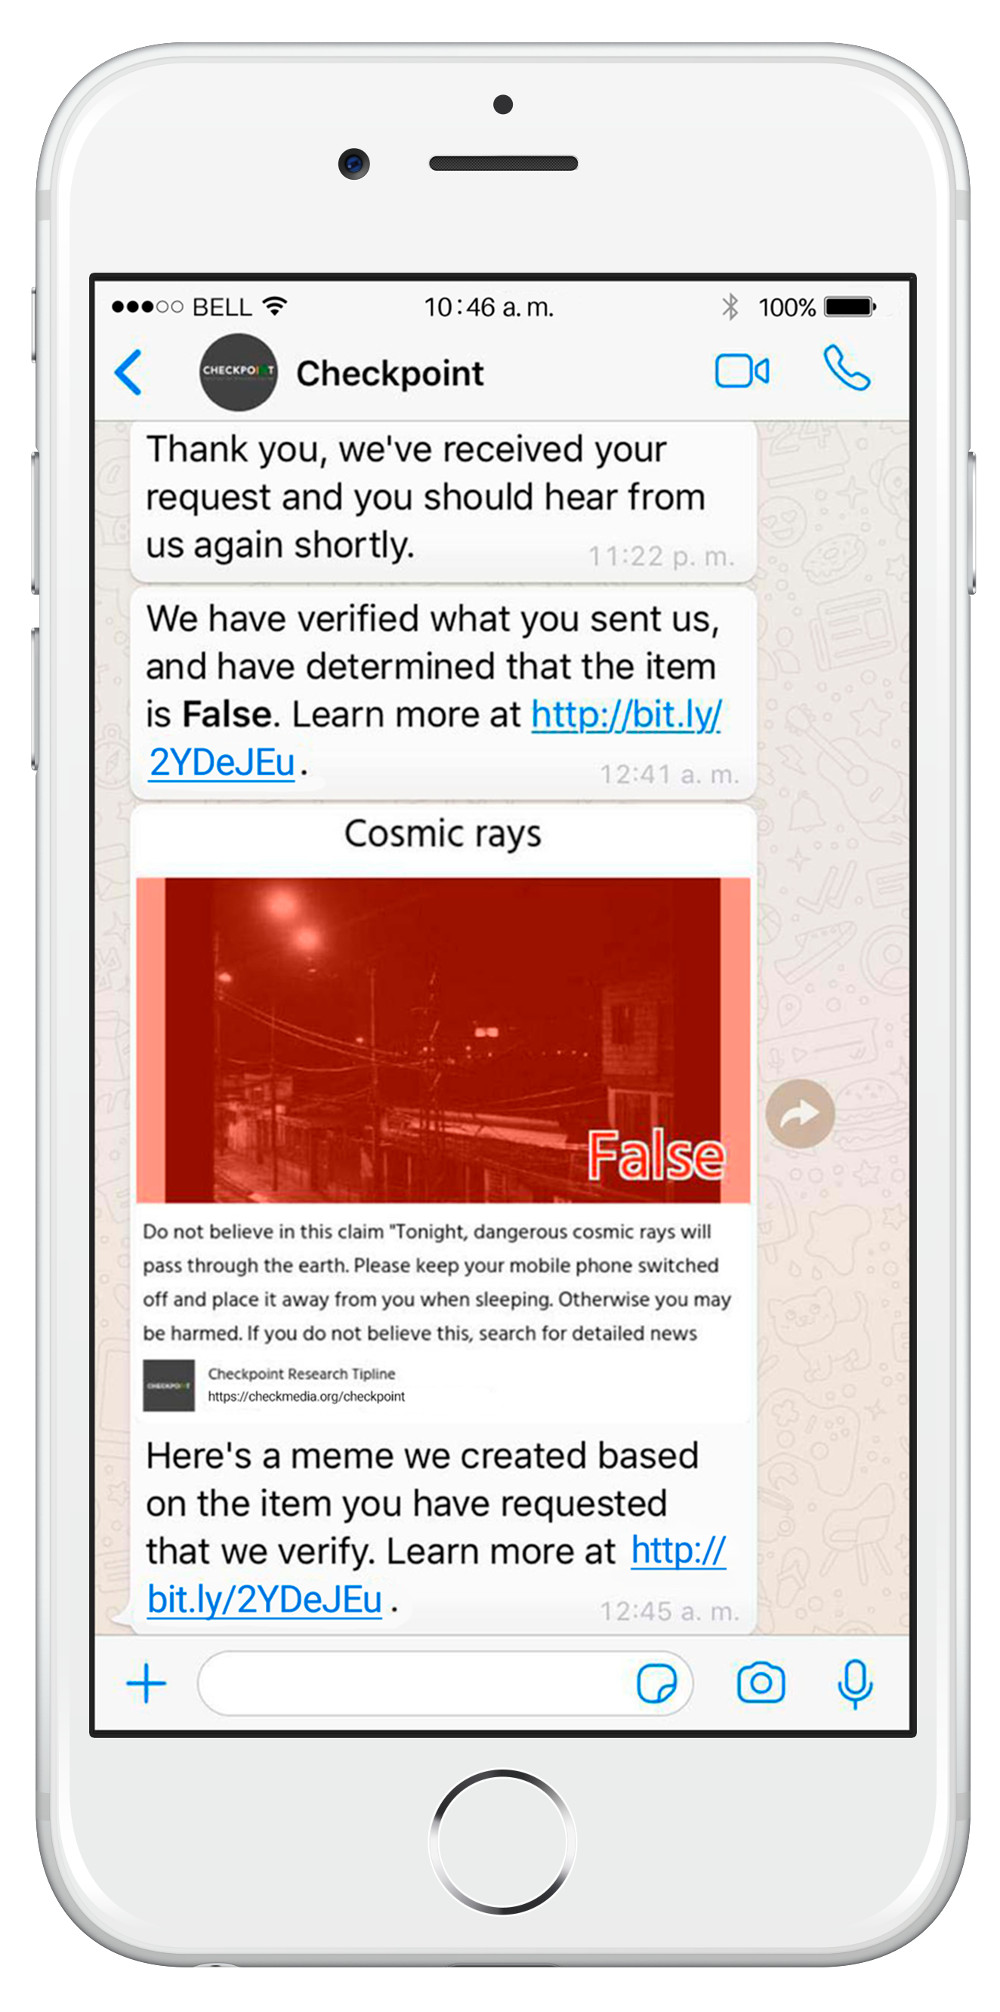 BELL 10:46 a. m. 100%
CHECKPOINT Checkpoint
Thank you, we've received your
request and you should hear from
us again shortly.
11:22 p. m.
We have verified what you sent us,
and have determined that the item
is False. Learn more at http://bit.ly/
2YDeJEu.
12:41 a. m.
Cosmic rays
False
Do not believe in this claim "Tonight, dangerous cosmic rays will
pass through the earth. Please keep your mobile phone switched
off and place it away from you when sleeping. Otherwise you may
be harmed. If you do not believe this, search for detailed news
CHECKPOINT
Checkpoint Research Tipline
https://checkmedia.org/checkpoint
Here's a meme we created based
on the item you have requested
that we verify. Learn more at http://
bit.ly/2YDeJEu.
12:45 a. m.